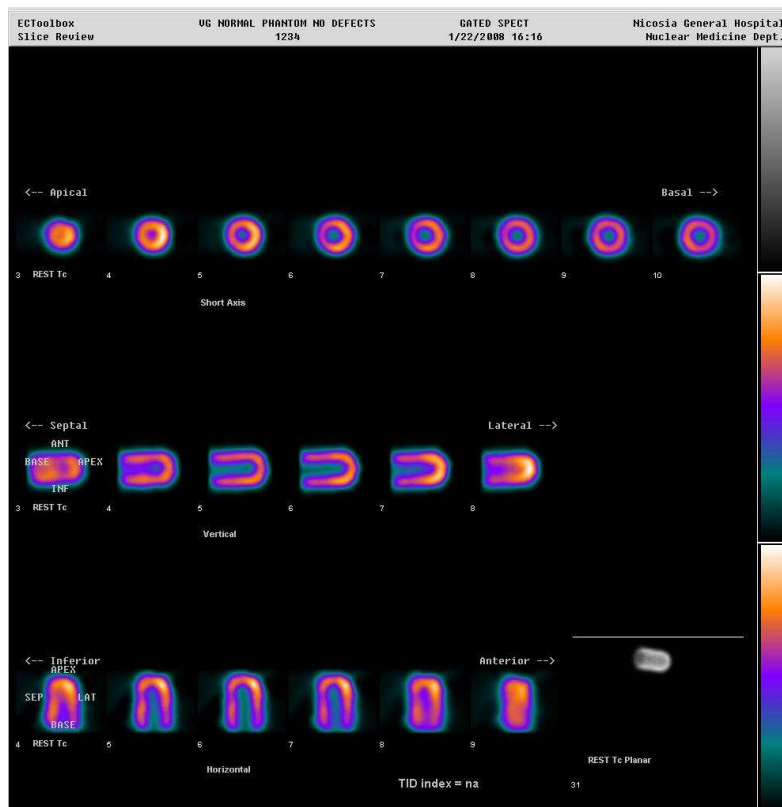 ECToolbox VG NORMAL PHANTOM NO DEFECTS GATED SPECT Nicosia General Hospital
Slice Review 1234 1/22/2008 16:16 Nuclear Medicine Dept.
<-- Apical Basal -->
3 REST Tc 4 5 6 7 8 9 10
Short Axis
<-- Septal Lateral -->
ANT
BASE APEX
INF
3 REST Tc 4 5 6 7 8
Vertical
<-- Inferior Anterior -->
APEX
SEP LAT
BASE
4 REST Tc 5 6 7 8 9
REST Tc Planar
Horizontal
TID index = na
31